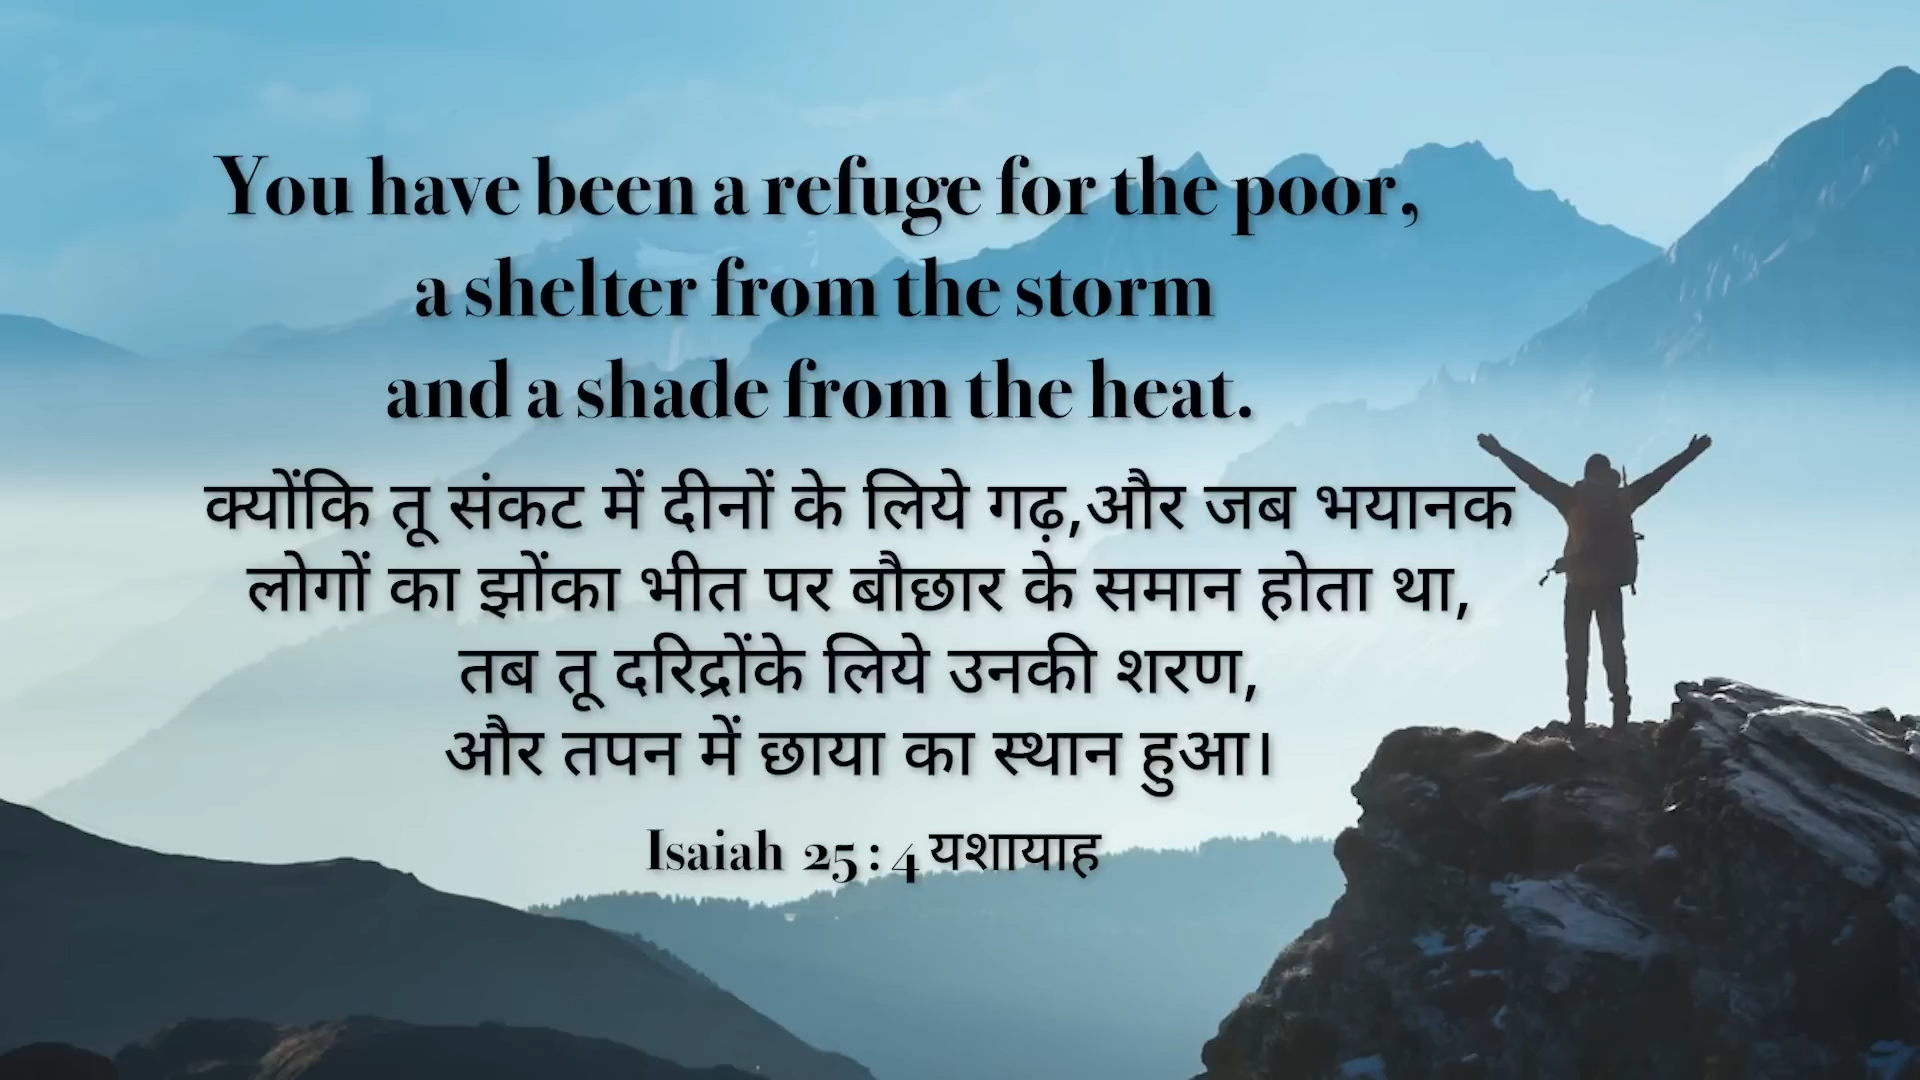 You have been a refuge for the poor,
a shelter from the storm
and a shade from the heat.
क्योंकि तू संकट में दीनों के लिये गढ़,और जब भयानक
लोगों का झोंका भीत पर बौछार के समान होता था,
तब तू दरिद्रोंके लिये उनकी शरण,
और तपन में छाया का स्थान हुआ।
Isaiah 25 : 4 यशायाह